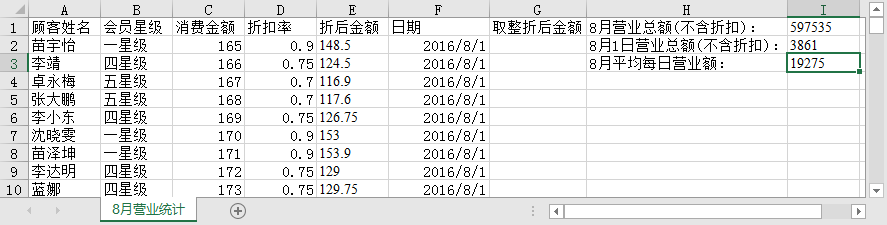 A B C D E F G H I
1 顾客姓名 会员星级 消费金额 折扣率 折后金额 日期 取整折后金额 8月营业总额(不含折扣): 597535
2 苗宇怡 一星级 165 0.9 148.5 2016/8/1 8月1日营业总额(不含折扣): 3861
3 李靖 四星级 166 0.75 124.5 2016/8/1 8月平均每日营业额: 19275
4 卓永梅 五星级 167 0.7 116.9 2016/8/1
5 张大鹏 五星级 168 0.7 117.6 2016/8/1
6 李小东 四星级 169 0.75 126.75 2016/8/1
7 沈晓雯 一星级 170 0.9 153 2016/8/1
8 苗泽坤 一星级 171 0.9 153.9 2016/8/1
9 李达明 四星级 172 0.75 129 2016/8/1
10 蓝娜 四星级 173 0.75 129.75 2016/8/1
8月营业统计